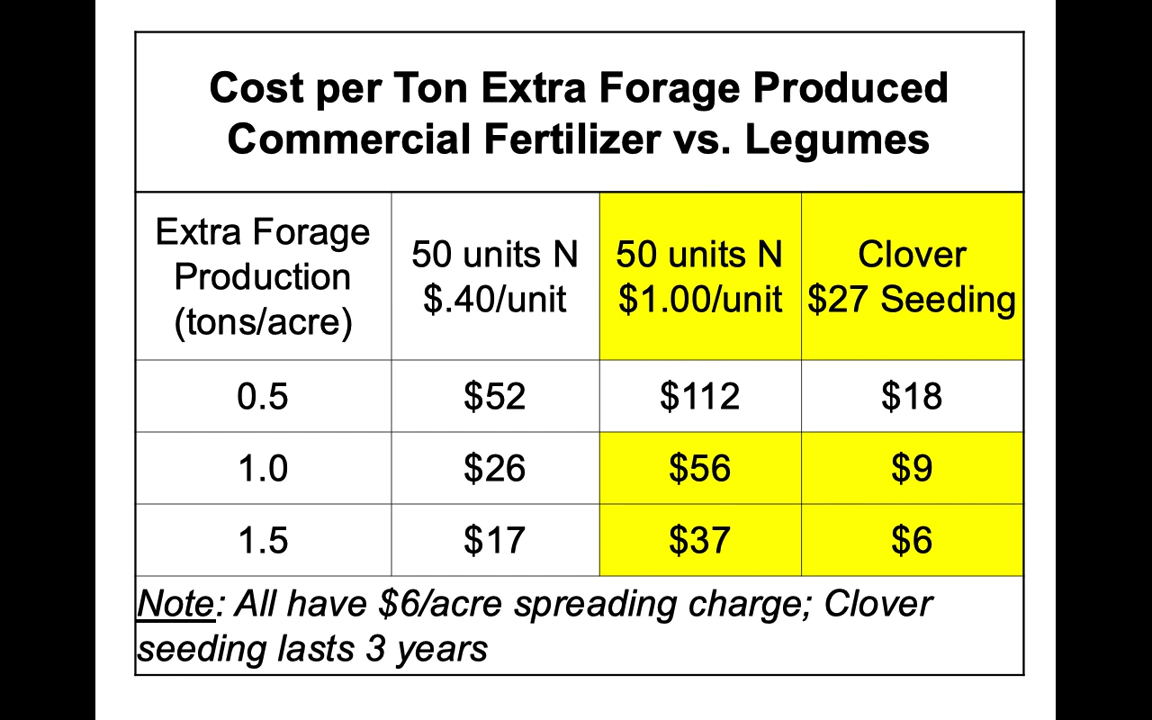 Cost per Ton Extra Forage Produced
Commercial Fertilizer vs. Legumes
Extra Forage
Production
(tons/acre)
50 units N
$.40/unit
50 units N
$1.00/unit
Clover
$27 Seeding
0.5 $52 $112 $18
1.0 $26 $56 $9
1.5 $17 $37 $6
Note: All have $6/acre spreading charge; Clover
seeding lasts 3 years